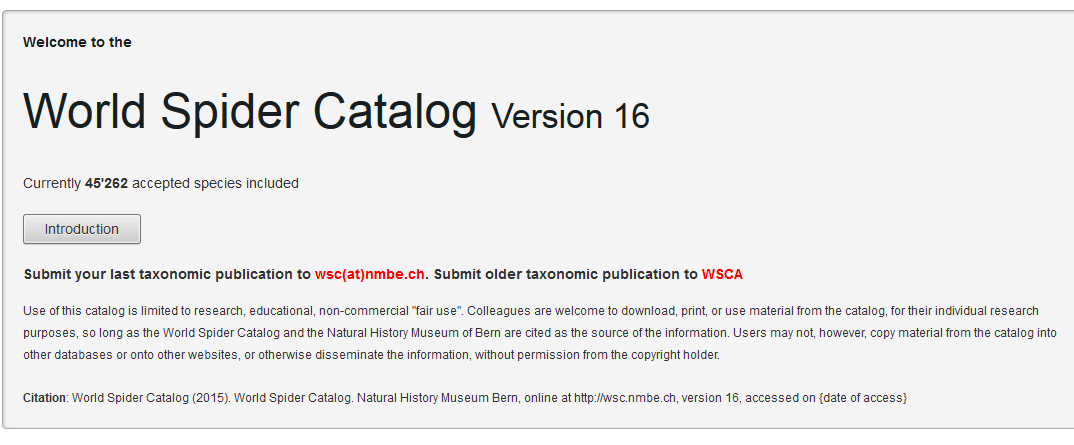 Welcome to the
World Spider Catalog Version 16
Currently 45'262 accepted species included
Introduction
Submit your last taxonomic publication to wsc(at)nmbe.ch. Submit older taxonomic publication to WSCA
Use of this catalog is limited to research, educational, non-commercial "fair use". Colleagues are welcome to download, print, or use material from the catalog, for their individual research
purposes, so long as the World Spider Catalog and the Natural History Museum of Bern are cited as the source of the information. Users may not, however, copy material from the catalog into
other databases or onto other websites, or otherwise disseminate the information, without permission from the copyright holder.
Citation: World Spider Catalog (2015). World Spider Catalog. Natural History Museum Bern, online at http://wsc.nmbe.ch, version 16, accessed on {date of access}